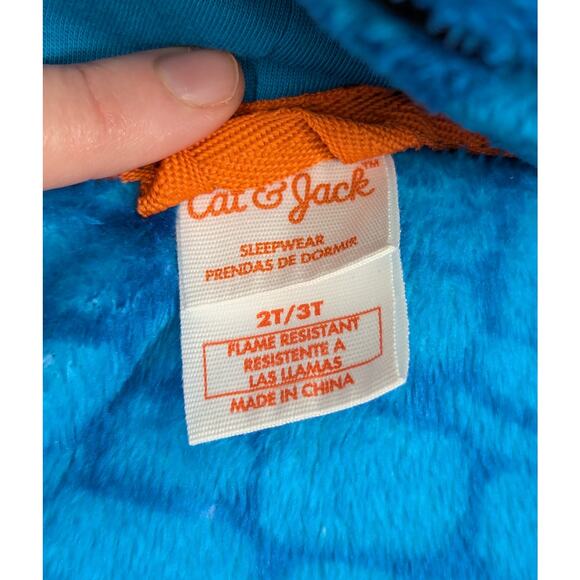 Cat & Jack™
SLEEPWEAR
PRENDAS DE DORMIR
2T/3T
FLAME RESISTANT
RESISTENTE A
LAS LLAMAS
MADE IN CHINA